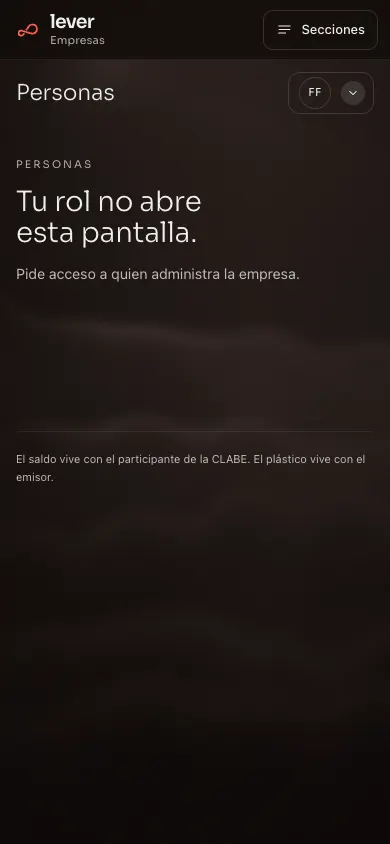 lever
Empresas
Secciones
Personas
FF
PERSONAS
Tu rol no abre
esta pantalla.
Pide acceso a quien administra la empresa.
El saldo vive con el participante de la CLABE. El plástico vive con el
emisor.